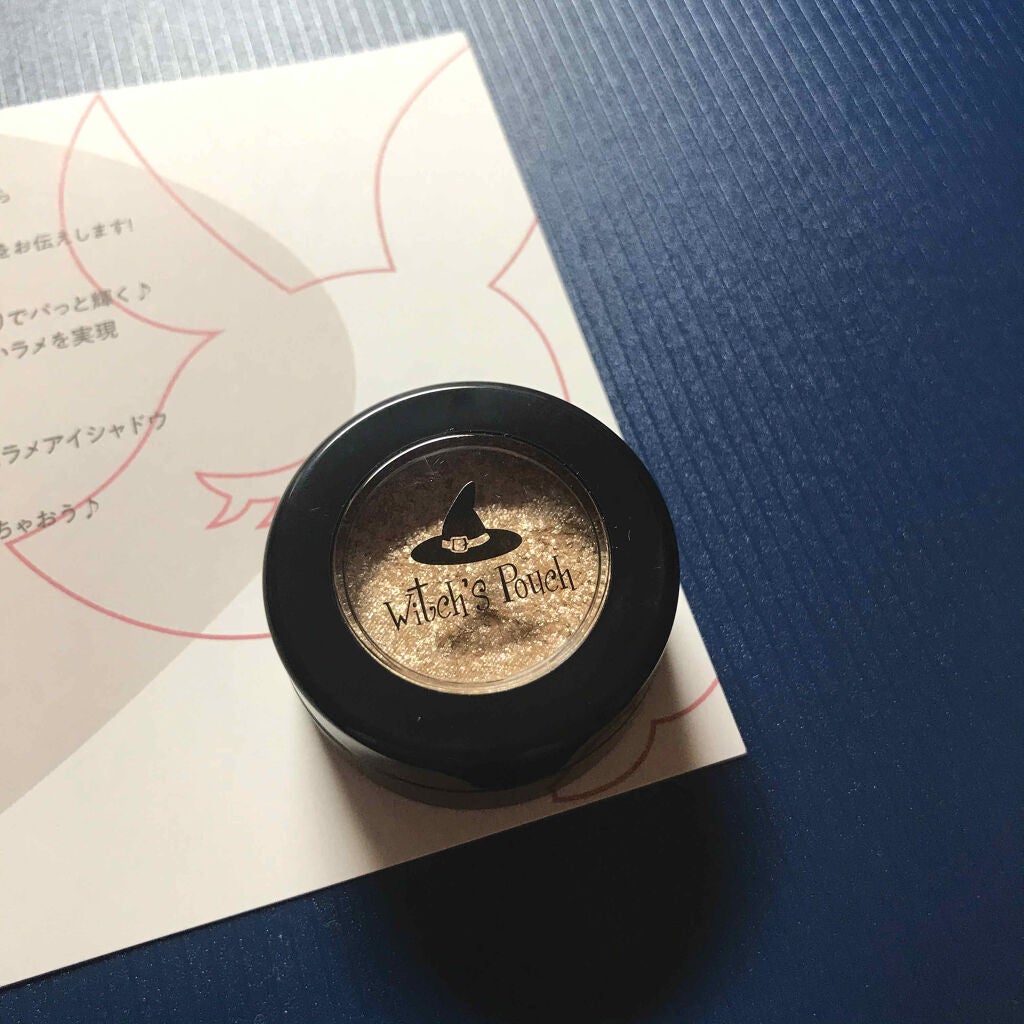 ら
をお伝えします!
りでパっと輝く♪
いラメを実現
ラメアイシャドウ
ちゃおう♪
Witch's Pouch